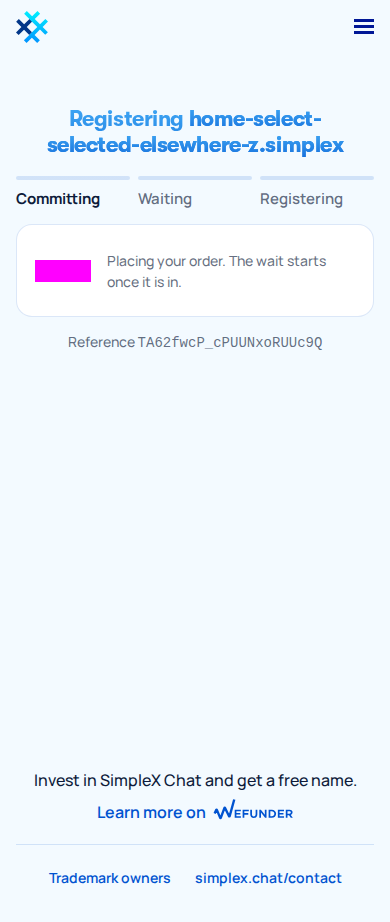 Registering home-select-
selected-elsewhere-z.simplex
Committing Waiting Registering
Placing your order. The wait starts
once it is in.
Reference TA62fwcP_cPUUNxoRUUc9Q
Invest in SimpleX Chat and get a free name.
Learn more on WEFUNDER
Trademark owners simplex.chat/contact